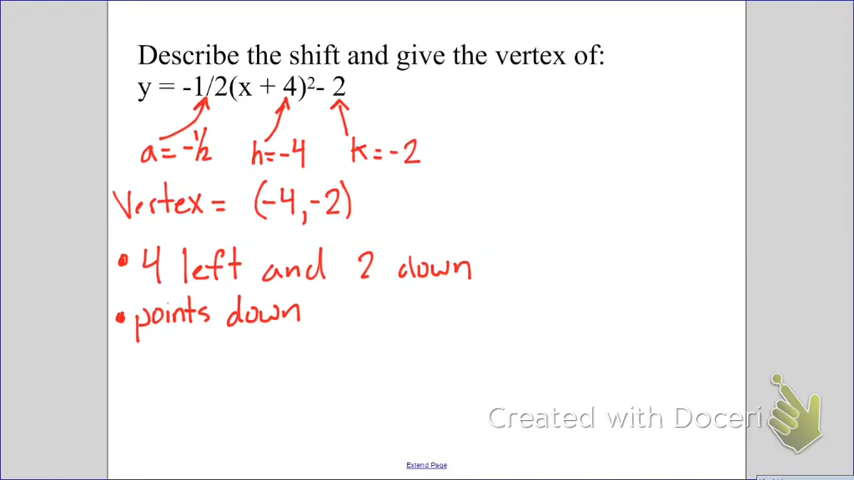 Describe the shift and give the vertex of:
y = -1/2(x + 4)²- 2
a = -1/2 h = -4 k = -2
Vertex = (-4, -2)
• 4 left and 2 down
• points down
Created with Doceri
Extend Page